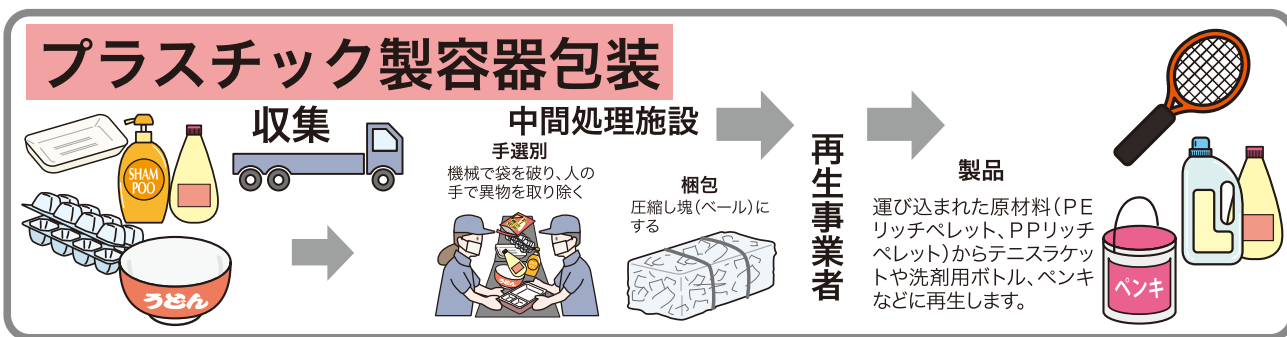 プラスチック製容器包装
収集
SHAM
POO
うどん
中間処理施設
手選別
機械で袋を破り、人の
手で異物を取り除く
梱包
圧縮し塊(ベール)に
する
再生事業者
製品
運び込まれた原材料(PE
リッチペレット、PPリッチ
ペレット)からテニスラケッ
トや洗剤用ボトル、ペンキ
などに再生します。
ペンキ